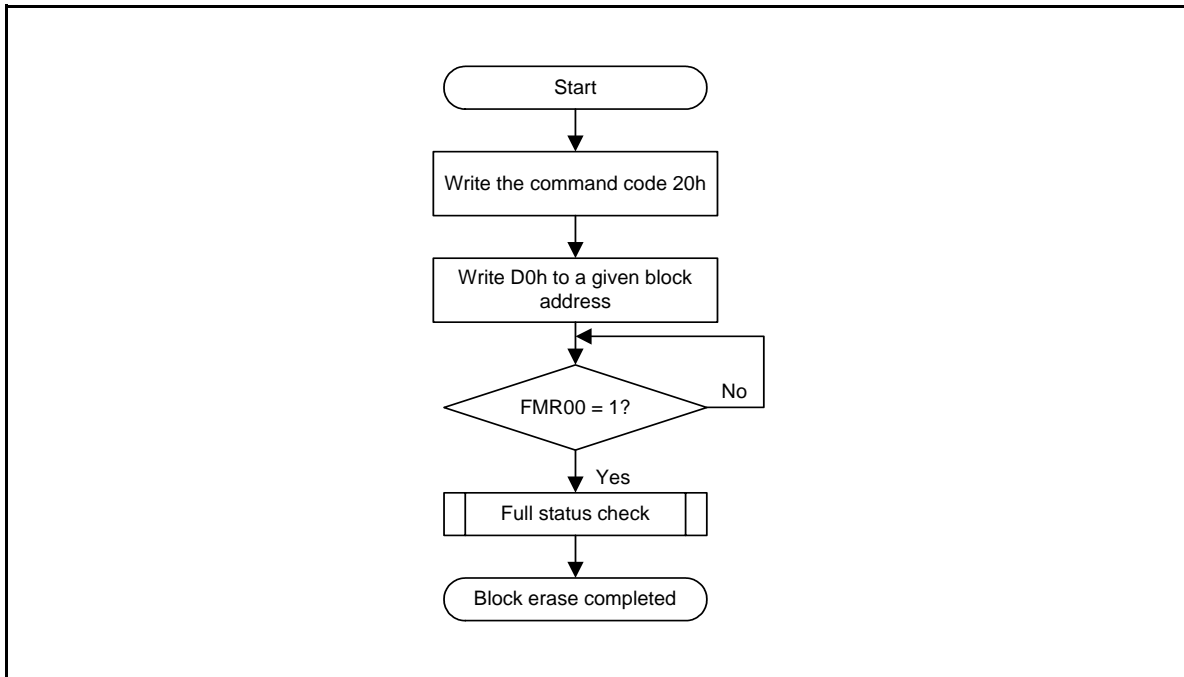 Start
Write the command code 20h
Write D0h to a given block
address
FMR00 = 1?
No
Yes
Full status check
Block erase completed